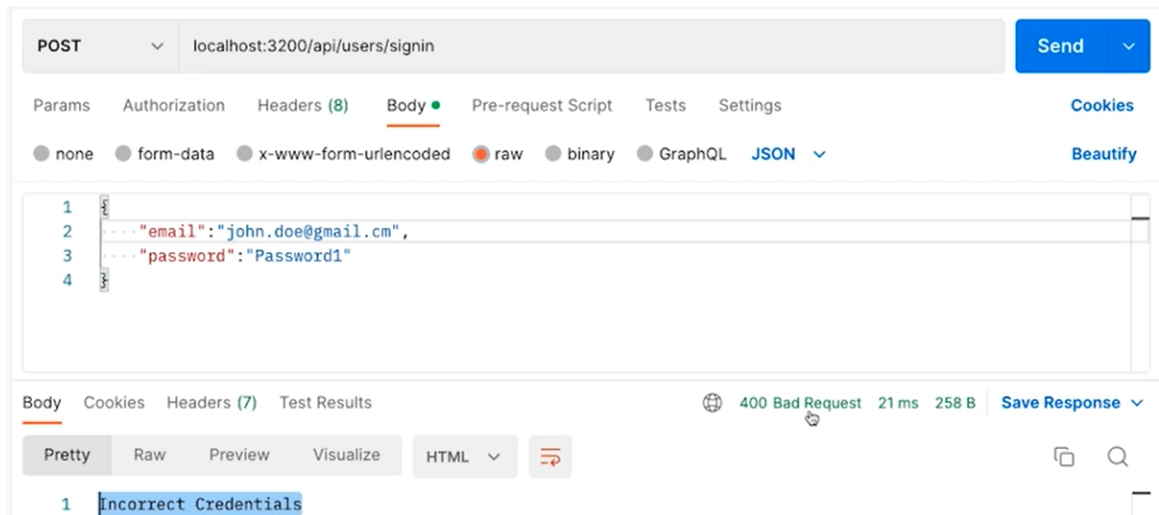 POST localhost:3200/api/users/signin Send
Params Authorization Headers (8) Body Pre-request Script Tests Settings Cookies
none form-data x-www-form-urlencoded raw binary GraphQL JSON Beautify
1 {
2 "email":"john.doe@gmail.cm",
3 "password":"Password1"
4 }
Body Cookies Headers (7) Test Results 400 Bad Request 21 ms 258 B Save Response
Pretty Raw Preview Visualize HTML
1 Incorrect Credentials